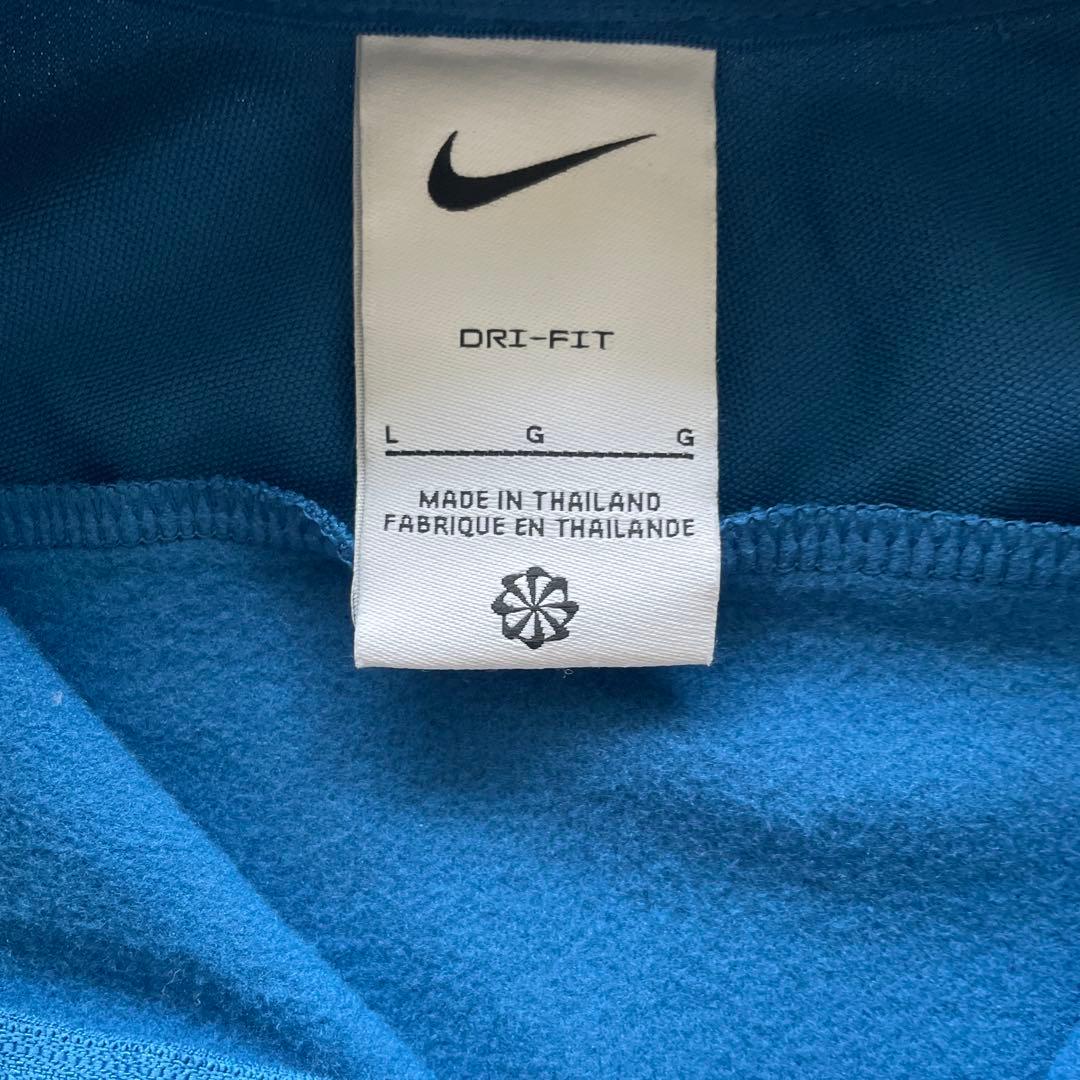 DRI-FIT
L G G
MADE IN THAILAND
FABRIQUE EN THAILANDE